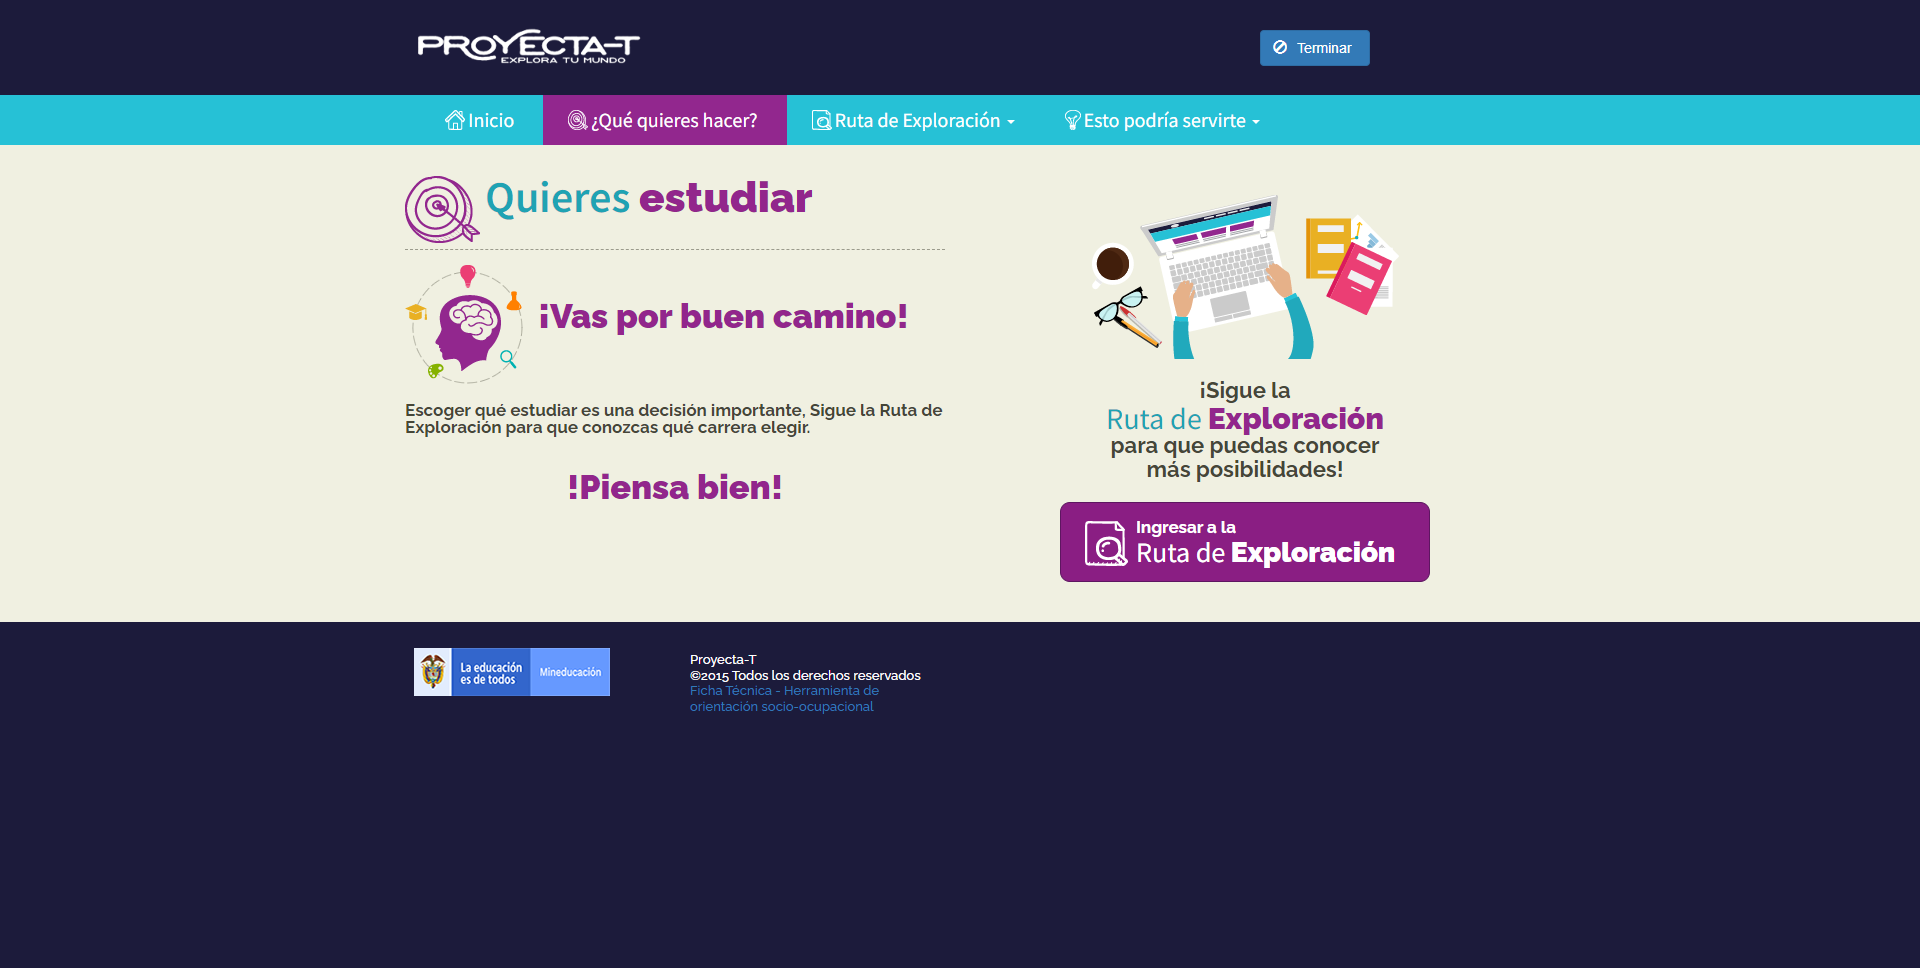 PROYECTA-T
EXPLORA TU MUNDO
Terminar
Inicio
¿Qué quieres hacer?
Ruta de Exploración
Esto podría servirte
Quieres estudiar
¡Vas por buen camino!
Escoger qué estudiar es una decisión importante, Sigue la Ruta de
Exploración para que conozcas qué carrera elegir.
!Piensa bien!
¡Sigue la
Ruta de Exploración
para que puedas conocer
más posibilidades!
Ingresar a la
Ruta de Exploración
La educación
es de todos
Mineducación
Proyecta-T
©2015 Todos los derechos reservados
Ficha Técnica - Herramienta de
orientación socio-ocupacional